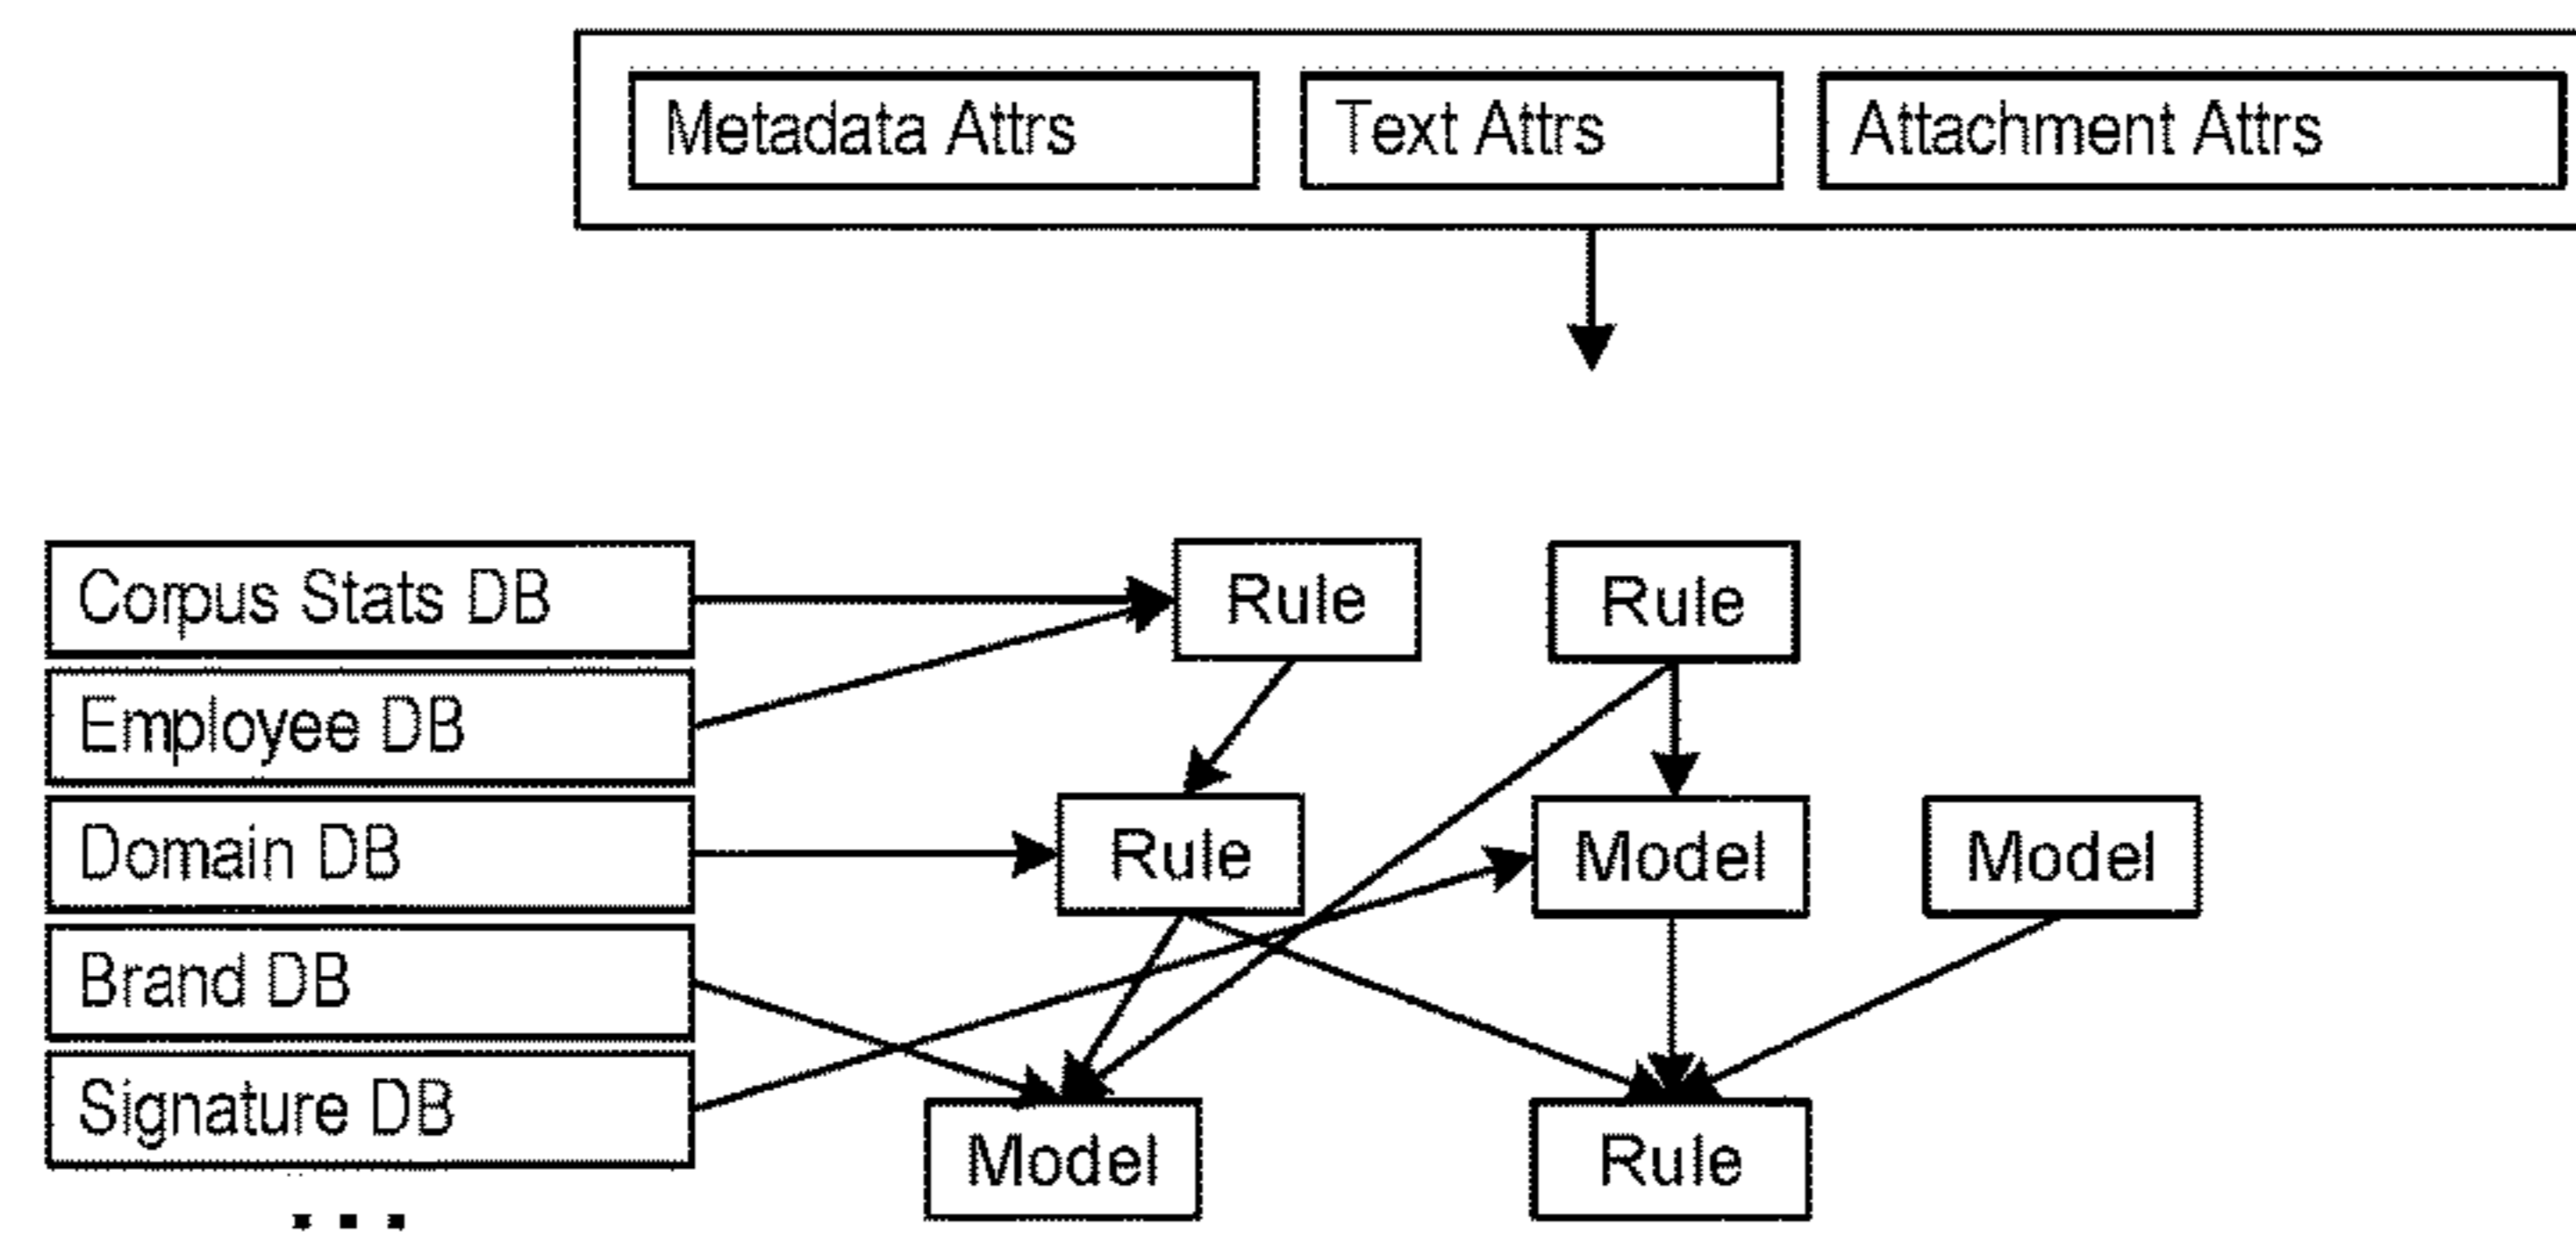 Metadata Attrs Text Attrs Attachment Attrs
Corpus Stats DB Rule Rule
Employee DB
Domain DB Rule Model Model
Brand DB
Signature DB Model Rule
...